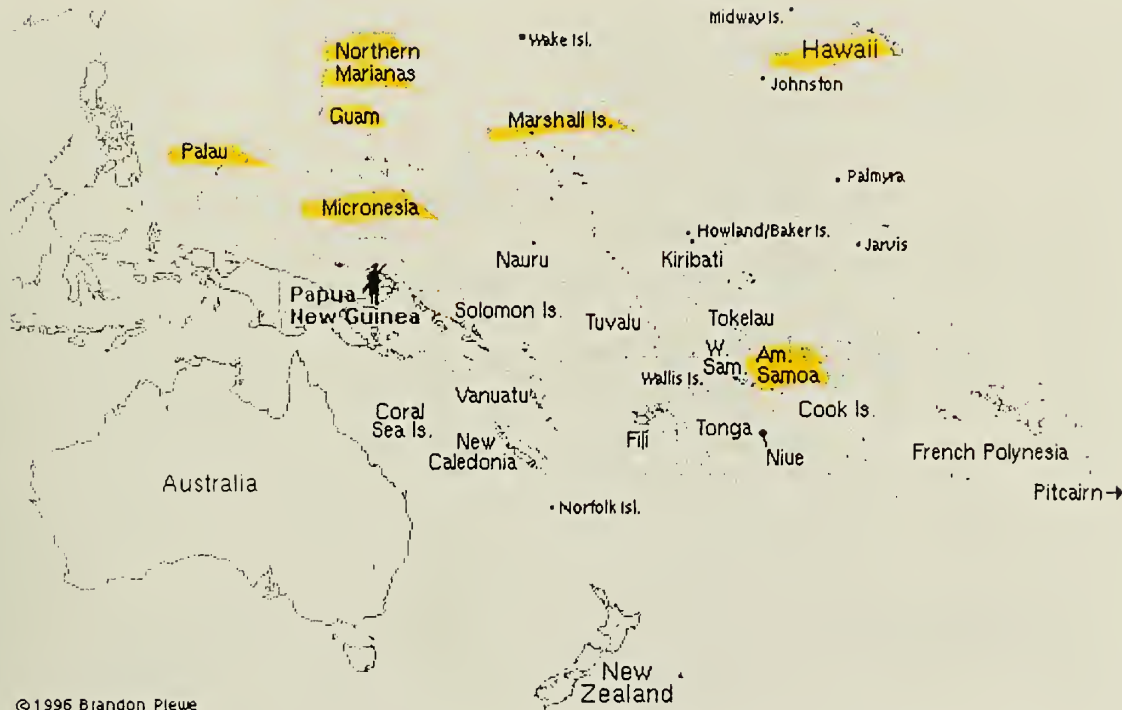 Midway Is.
Wake Isl.
Northern
Marianas
Hawaii
Johnston
Guam
Marshall Is.
Palau
Palmyra
Micronesia
Howland/Baker Is.
Jarvis
Nauru
Kiribati
Papua
New Guinea
Solomon Is.
Tuvalu
Tokelau
W.
Sam.
Am.
Samoa
Wallis Is.
Vanuatu
Cook Is.
Coral
Sea Is.
New
Caledonia
Fiji
Tonga
Niue
French Polynesia
Australia
Pitcairn→
Norfolk Isl.
New
Zealand
©1996 Brandon Plewe